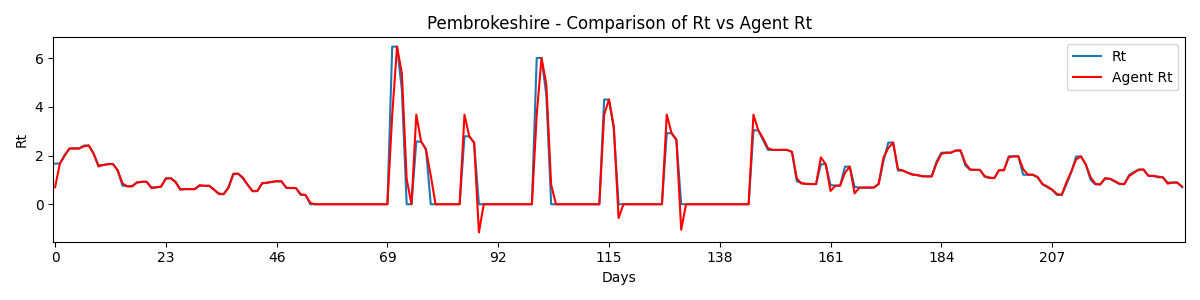 Pembrokeshire - Comparison of Rt vs Agent Rt
Rt
Agent Rt
Rt
6
4
2
0
0 23 46 69 92 115 138 161 184 207
Days